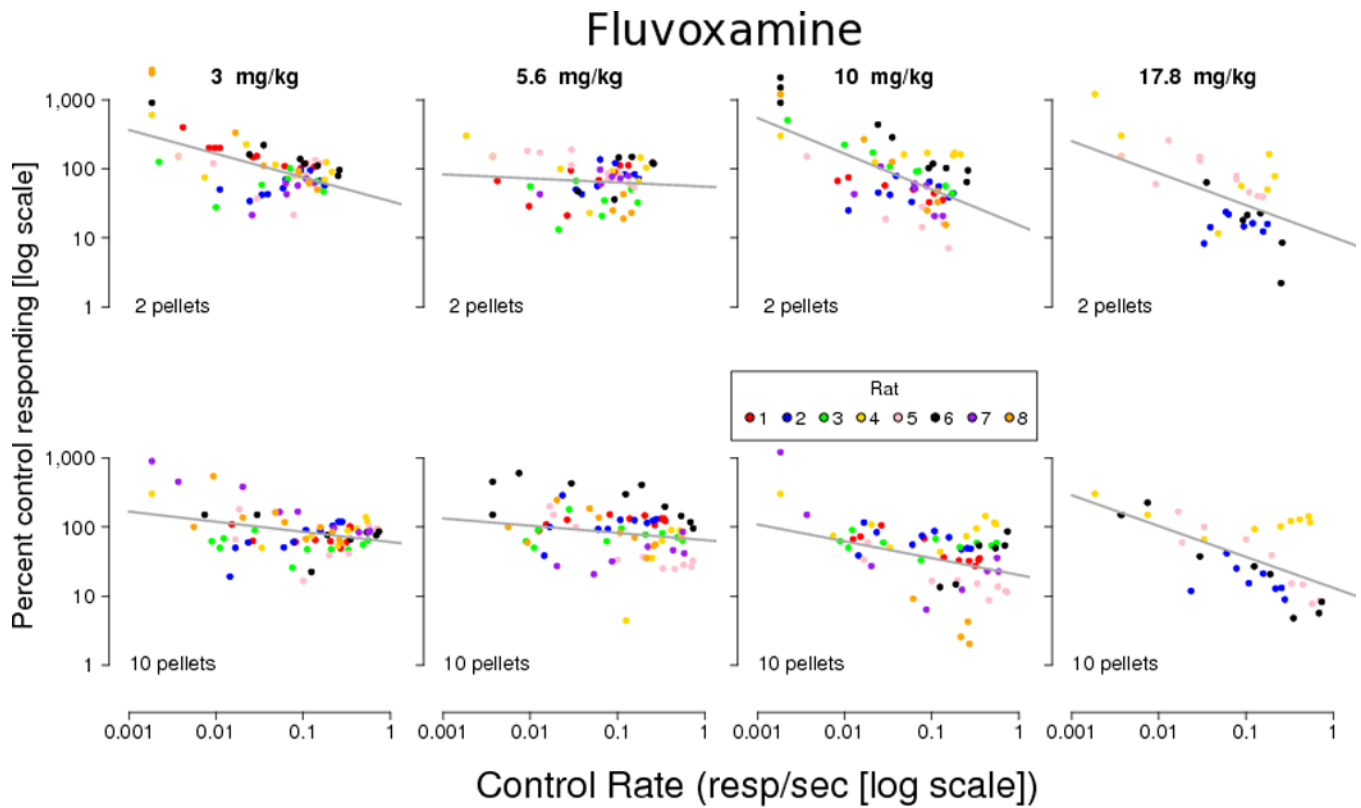 Fluvoxamine
3 mg/kg
5.6 mg/kg
10 mg/kg
17.8 mg/kg
Percent control responding [log scale]
1,000
100
10
1
2 pellets
2 pellets
2 pellets
2 pellets
Rat
1 2 3 4 5 6 7 8
1,000
100
10
1
10 pellets
10 pellets
10 pellets
10 pellets
0.001 0.01 0.1 1
0.001 0.01 0.1 1
0.001 0.01 0.1 1
0.001 0.01 0.1 1
Control Rate (resp/sec [log scale])